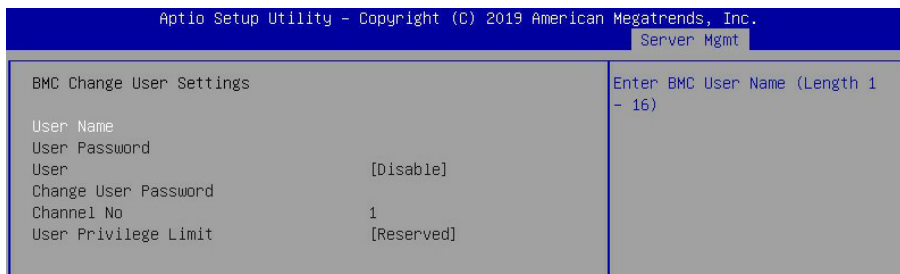 Aptio Setup Utility – Copyright (C) 2019 American Megatrends, Inc.
Server Mgmt
BMC Change User Settings
User Name
User Password
User [Disable]
Change User Password
Channel No 1
User Privilege Limit [Reserved]
Enter BMC User Name (Length 1
– 16)